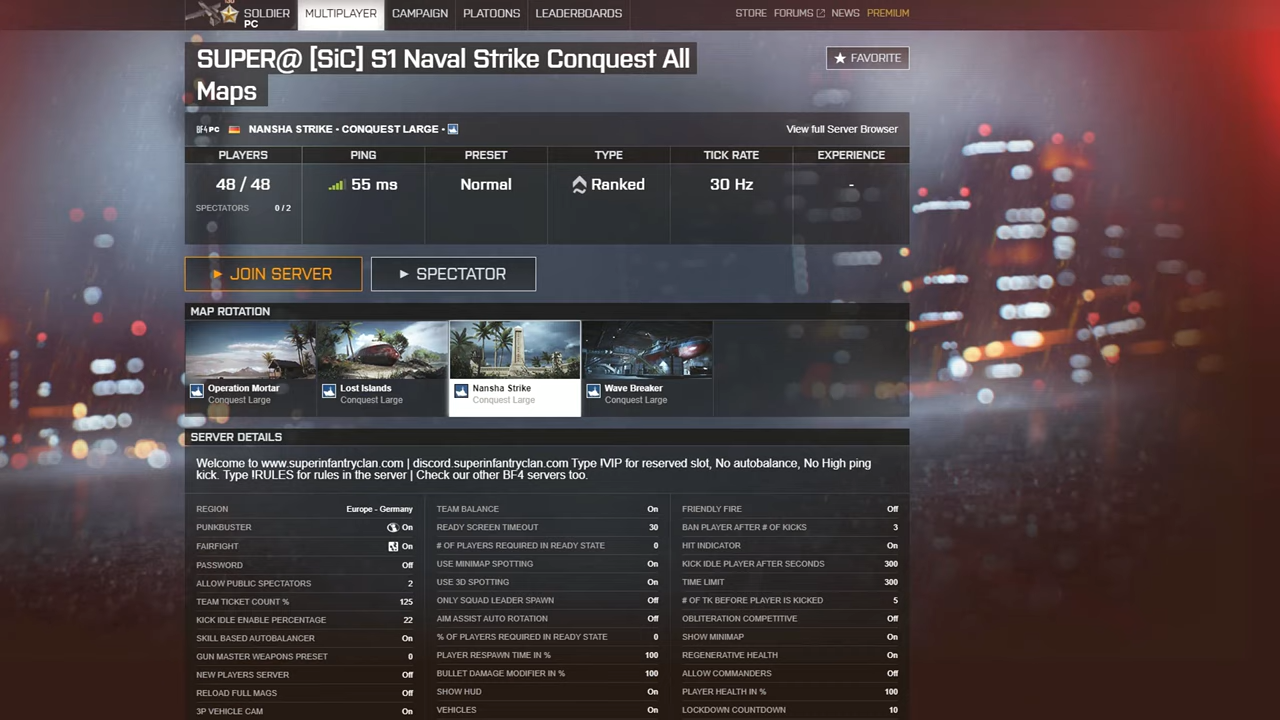 SOLDIER
PC
MULTIPLAYER
CAMPAIGN
PLATOONS
LEADERBOARDS
STORE
FORUMS
NEWS
PREMIUM
SUPER@ [SiC] S1 Naval Strike Conquest All
Maps
FAVORITE
BF4 PC
NANSHA STRIKE - CONQUEST LARGE -
View full Server Browser
PLAYERS
PING
PRESET
TYPE
TICK RATE
EXPERIENCE
48 / 48
55 ms
Normal
Ranked
30 Hz
-
SPECTATORS 0 / 2
JOIN SERVER
SPECTATOR
MAP ROTATION
Operation Mortar
Conquest Large
Lost Islands
Conquest Large
Nansha Strike
Conquest Large
Wave Breaker
Conquest Large
SERVER DETAILS
Welcome to www.superinfantryclan.com | discord.superinfantryclan.com Type !VIP for reserved slot, No autobalance, No High ping
kick. Type !RULES for rules in the server | Check our other BF4 servers too.
REGION Europe - Germany
PUNKBUSTER On
FAIRFIGHT On
PASSWORD Off
ALLOW PUBLIC SPECTATORS 2
TEAM TICKET COUNT % 125
KICK IDLE ENABLE PERCENTAGE 22
SKILL BASED AUTOBALANCER On
GUN MASTER WEAPONS PRESET 0
NEW PLAYERS SERVER Off
RELOAD FULL MAGS Off
3P VEHICLE CAM On
TEAM BALANCE On
READY SCREEN TIMEOUT 30
# OF PLAYERS REQUIRED IN READY STATE 0
USE MINIMAP SPOTTING On
USE 3D SPOTTING On
ONLY SQUAD LEADER SPAWN Off
AIM ASSIST AUTO ROTATION Off
% OF PLAYERS REQUIRED IN READY STATE 0
PLAYER RESPAWN TIME IN % 100
BULLET DAMAGE MODIFIER IN % 100
SHOW HUD On
VEHICLES On
FRIENDLY FIRE Off
BAN PLAYER AFTER # OF KICKS 3
HIT INDICATOR On
KICK IDLE PLAYER AFTER SECONDS 300
TIME LIMIT 300
# OF TK BEFORE PLAYER IS KICKED 5
OBLITERATION COMPETITIVE Off
SHOW MINIMAP On
REGENERATIVE HEALTH On
ALLOW COMMANDERS Off
PLAYER HEALTH IN % 100
LOCKDOWN COUNTDOWN 10